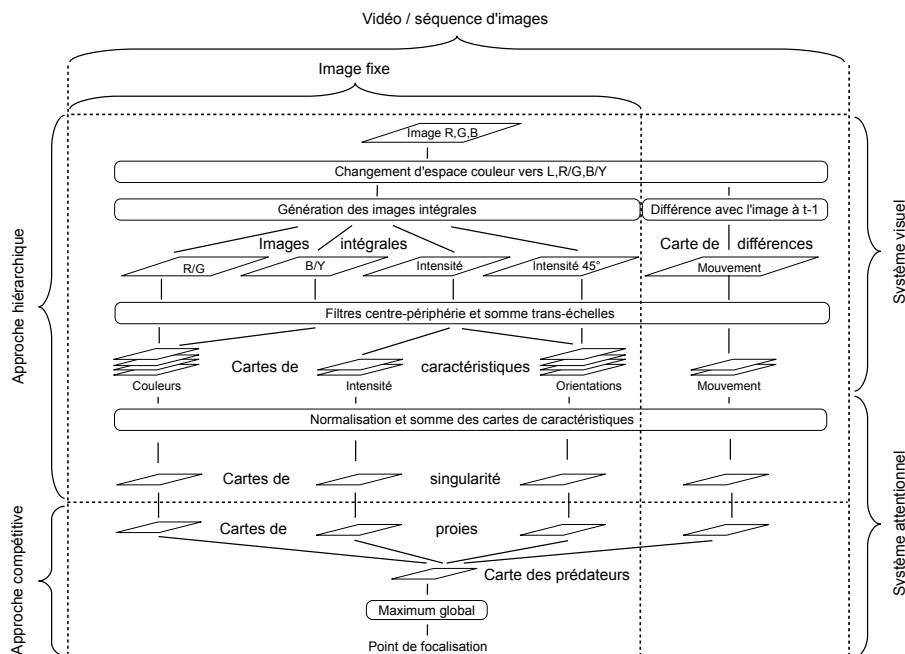 Vidéo / séquence d'images
Image fixe
Image R,G,B
Changement d'espace couleur vers L,R/G,B/Y
Génération des images intégrales
Différence avec l'image à t-1
Images intégrales
Carte de différences
R/G
B/Y
Intensité
Intensité 45°
Mouvement
Filtres centre-périphérie et somme trans-échelles
Cartes de caractéristiques
Couleurs
Intensité
Orientations
Mouvement
Normalisation et somme des cartes de caractéristiques
Cartes de singularité
Cartes de proies
Carte des prédateurs
Maximum global
Point de focalisation
Approche hiérarchique
Approche compétitive
Système visuel
Système attentionnel